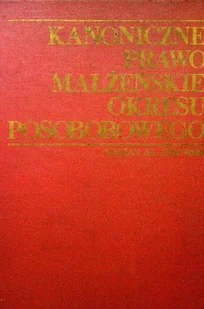 KANONICZNE
PRAWO
MAŁŻEŃSKIE
OKRESU
POSOBOROWEGO